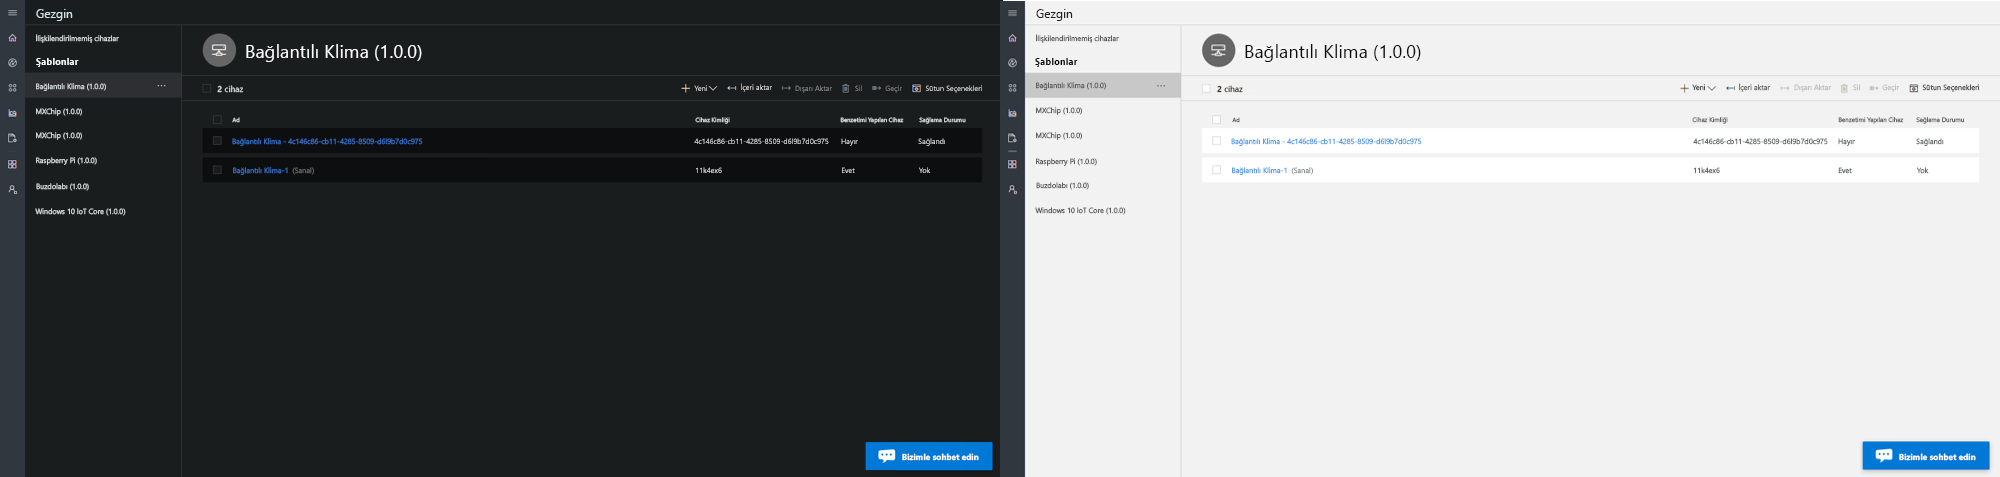 Gezgin
İlişkilendirilmemiş cihazlar
Şablonlar
Bağlantılı Klima (1.0.0) ...
MXChip (1.0.0)
MXChip (1.0.0)
Raspberry Pi (1.0.0)
Buzdolabı (1.0.0)
Windows 10 IoT Core (1.0.0)
Bağlantılı Klima (1.0.0)
2 cihaz
Yeni İçeri aktar Dışarı Aktar Sil Geçir Sütun Seçenekleri
Ad Cihaz Kimliği Benzetimi Yapılan Cihaz Sağlama Durumu
Bağlantılı Klima - 4c146c86-cb11-4285-8509-d6f9b7d0c975 4c146c86-cb11-4285-8509-d6f9b7d0c975 Hayır Sağlandı
Bağlantılı Klima-1 (Sanal) 11k4ex6 Evet Yok
Bizimle sohbet edin
Gezgin
İlişkilendirilmemiş cihazlar
Şablonlar
Bağlantılı Klima (1.0.0) ...
MXChip (1.0.0)
MXChip (1.0.0)
Raspberry Pi (1.0.0)
Buzdolabı (1.0.0)
Windows 10 IoT Core (1.0.0)
Bağlantılı Klima (1.0.0)
2 cihaz
Yeni İçeri aktar Dışarı Aktar Sil Geçir Sütun Seçenekleri
Ad Cihaz Kimliği Benzetimi Yapılan Cihaz Sağlama Durumu
Bağlantılı Klima - 4c146c86-cb11-4285-8509-d6f9b7d0c975 4c146c86-cb11-4285-8509-d6f9b7d0c975 Hayır Sağlandı
Bağlantılı Klima-1 (Sanal) 11k4ex6 Evet Yok
Bizimle sohbet edin